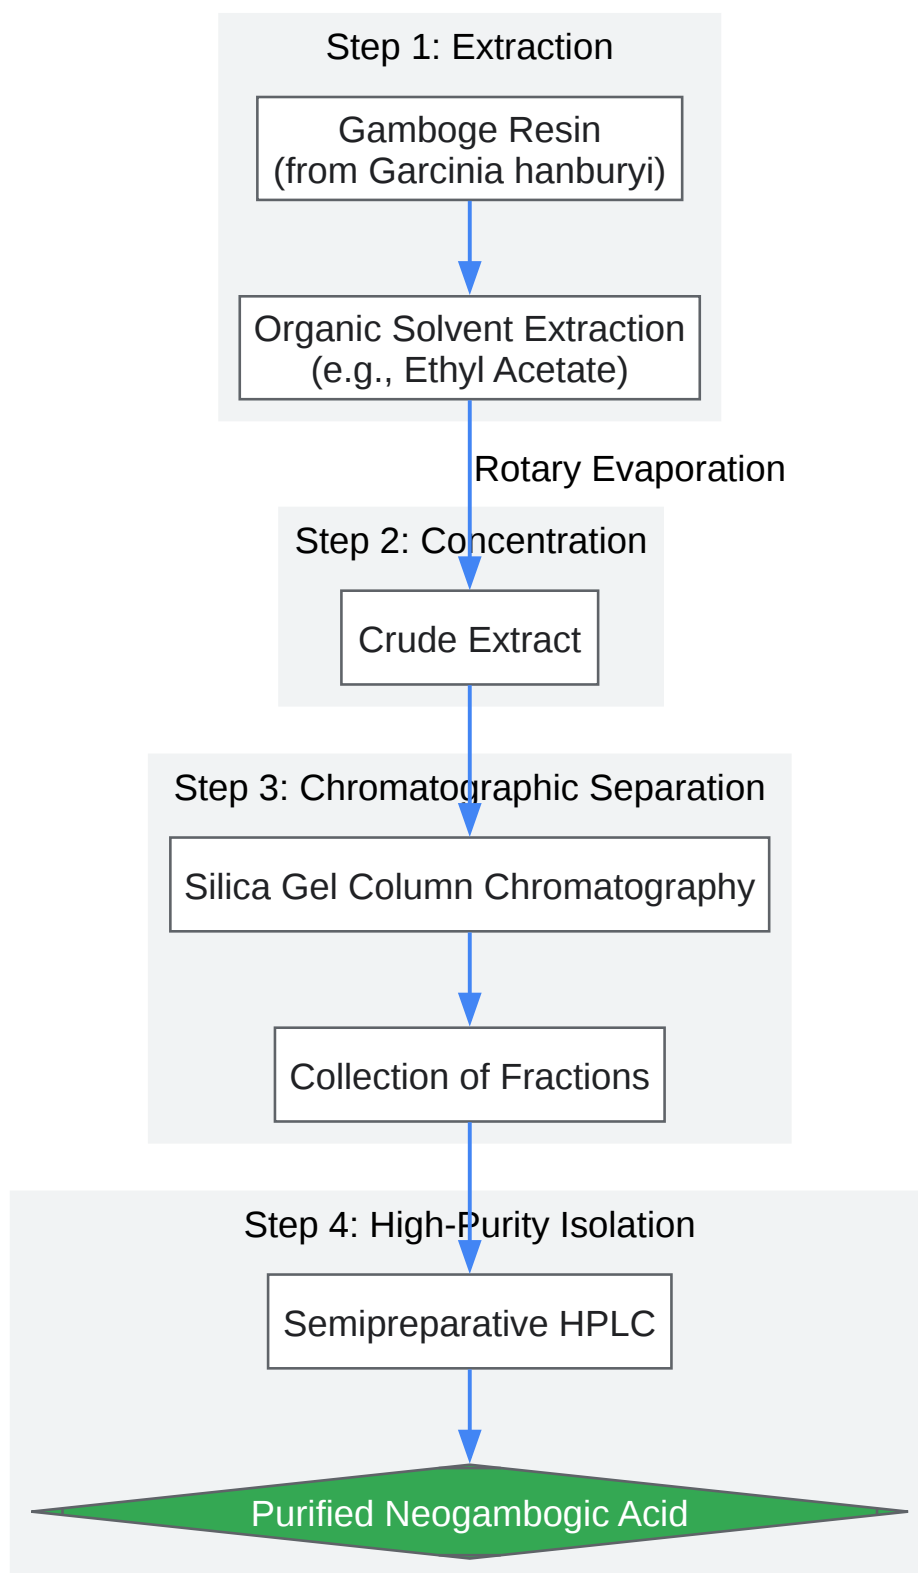 Step 1: Extraction
Gamboge Resin
(from Garcinia hanburyi)
Organic Solvent Extraction
(e.g., Ethyl Acetate)
Rotary Evaporation
Step 2: Concentration
Crude Extract
Step 3: Chromatographic Separation
Silica Gel Column Chromatography
Collection of Fractions
Step 4: High-Purity Isolation
Semipreparative HPLC
Purified Neogambogic Acid